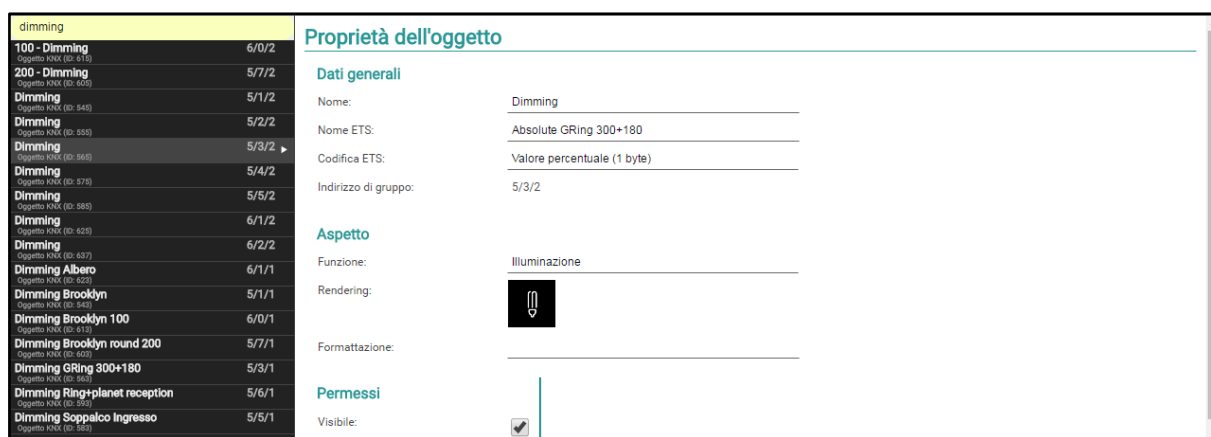 dimming
100 - Dimming 6/0/2
Oggetto KNX (ID: 615)
200 - Dimming 5/7/2
Oggetto KNX (ID: 605)
Dimming 5/1/2
Oggetto KNX (ID: 545)
Dimming 5/2/2
Oggetto KNX (ID: 555)
Dimming 5/3/2
Oggetto KNX (ID: 565)
Dimming 5/4/2
Oggetto KNX (ID: 575)
Dimming 5/5/2
Oggetto KNX (ID: 585)
Dimming 6/1/2
Oggetto KNX (ID: 625)
Dimming 6/2/2
Oggetto KNX (ID: 637)
Dimming Albero 6/1/1
Oggetto KNX (ID: 623)
Dimming Brooklyn 5/1/1
Oggetto KNX (ID: 543)
Dimming Brooklyn 100 6/0/1
Oggetto KNX (ID: 613)
Dimming Brooklyn round 200 5/7/1
Oggetto KNX (ID: 603)
Dimming GRing 300+180 5/3/1
Oggetto KNX (ID: 563)
Dimming Ring+planet reception 5/6/1
Oggetto KNX (ID: 593)
Dimming Soppalco Ingresso 5/5/1
Oggetto KNX (ID: 583)
Proprietà dell'oggetto
Dati generali
Nome: Dimming
Nome ETS: Absolute GRing 300+180
Codifica ETS: Valore percentuale (1 byte)
Indirizzo di gruppo: 5/3/2
Aspetto
Funzione: Illuminazione
Rendering:
Formattazione:
Permessi
Visibile: